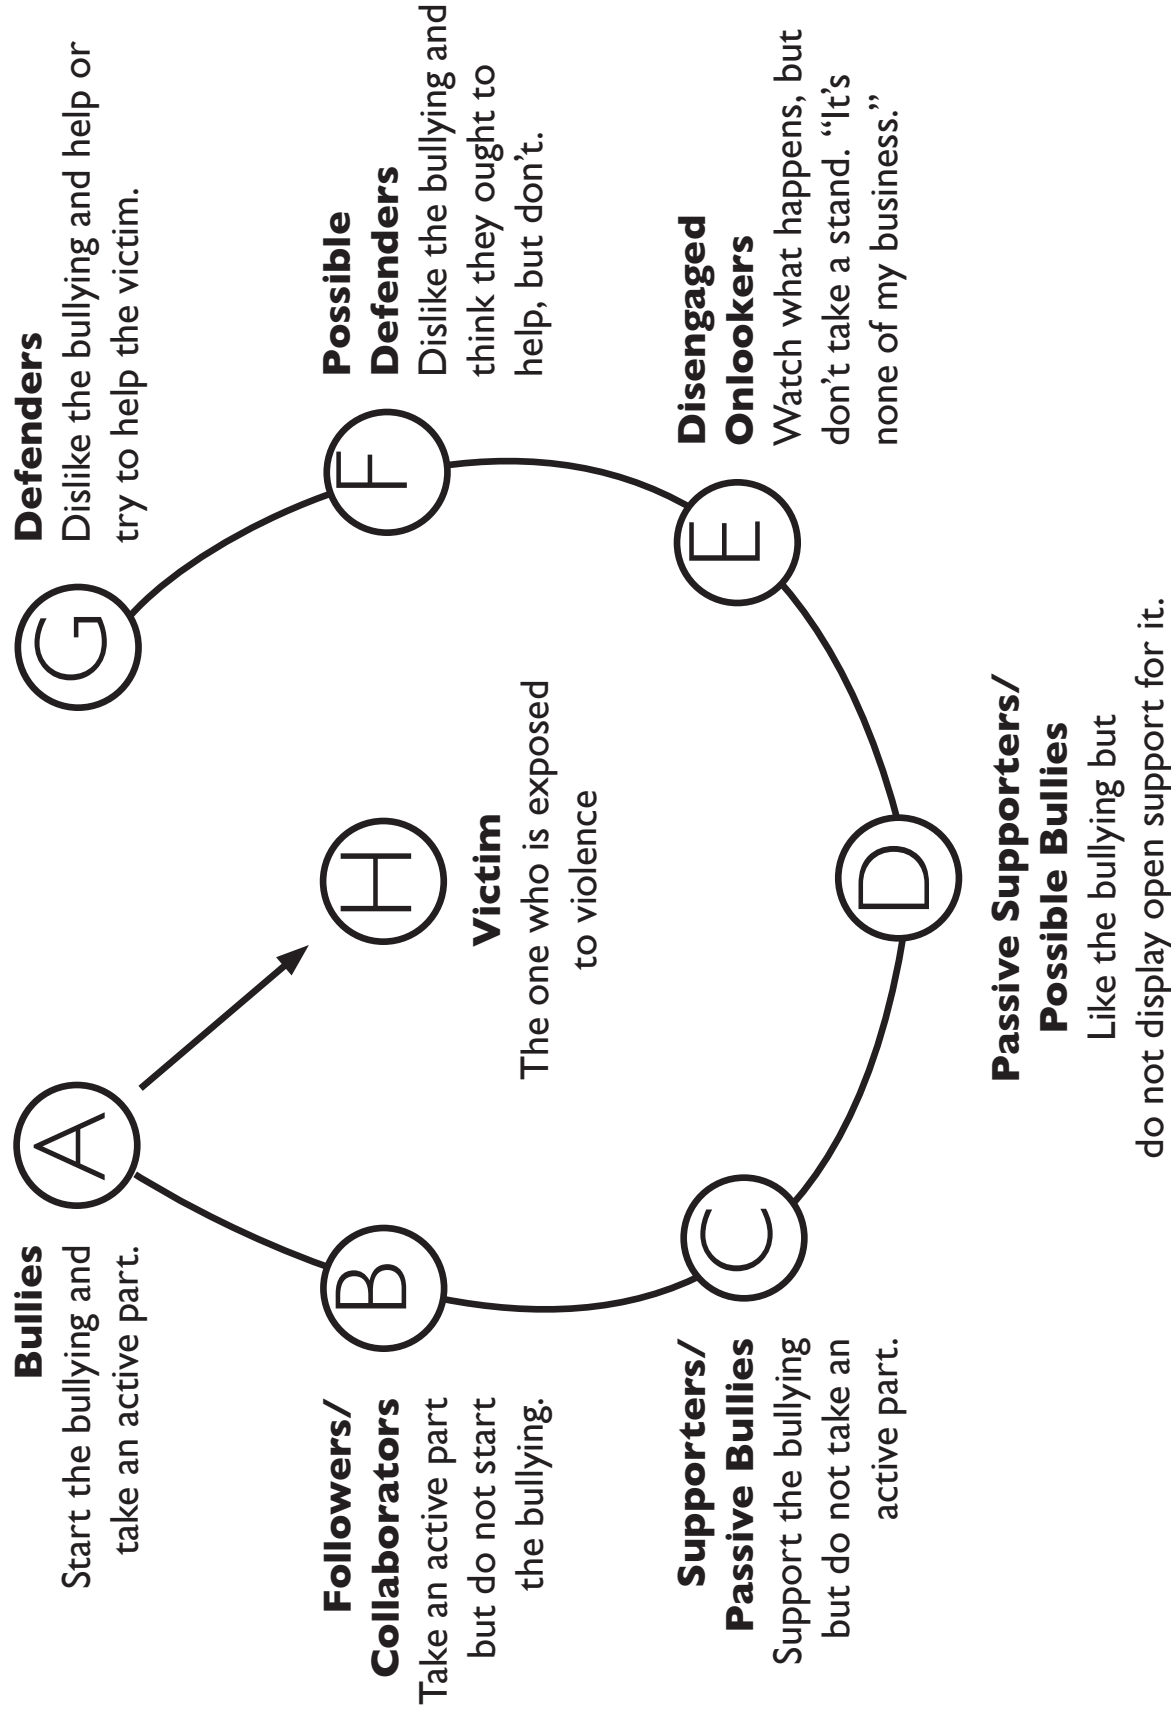 A
Bullies
Start the bullying and
take an active part.
B
Followers/
Collaborators
Take an active part
but do not start
the bullying.
C
Supporters/
Passive Bullies
Support the bullying
but do not take an
active part.
D
Passive Supporters/
Possible Bullies
Like the bullying but
do not display open support for it.
E
Disengaged
Onlookers
Watch what happens, but
don’t take a stand. “It’s
none of my business.”
F
Possible
Defenders
Dislike the bullying and
think they ought to
help, but don’t.
G
Defenders
Dislike the bullying and help or
try to help the victim.
H
Victim
The one who is exposed
to violence